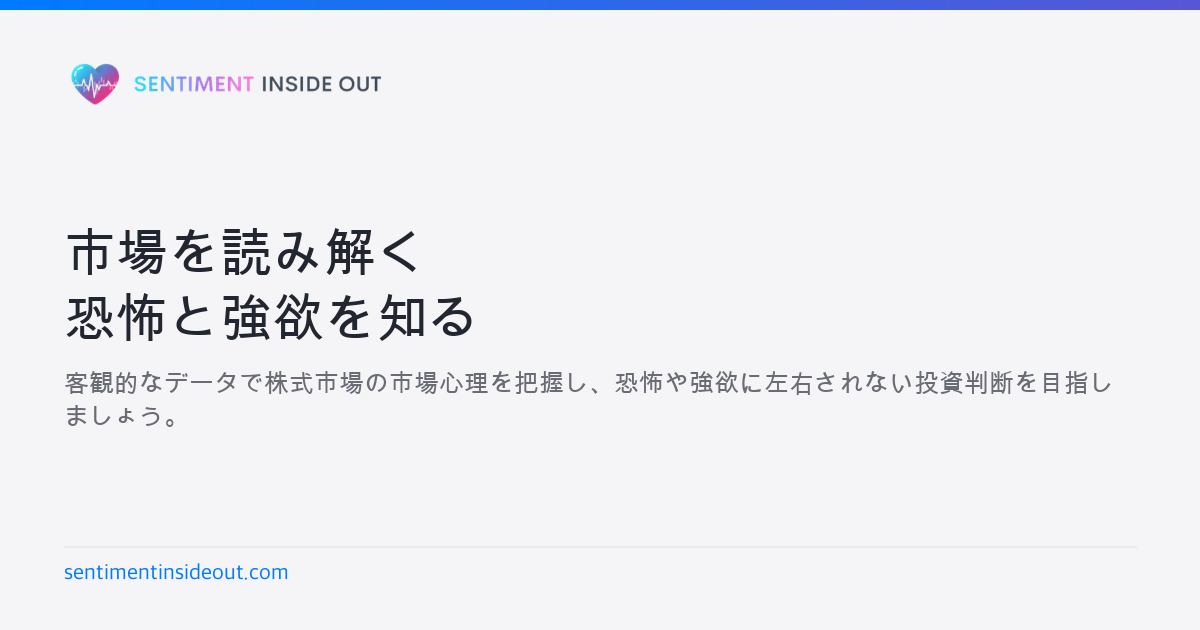 SENTIMENT INSIDE OUT
市場を読み解く
恐怖と強欲を知る
客観的なデータで株式市場の市場心理を把握し、恐怖や強欲に左右されない投資判断を目指し
ましょう。
sentimentinsideout.com